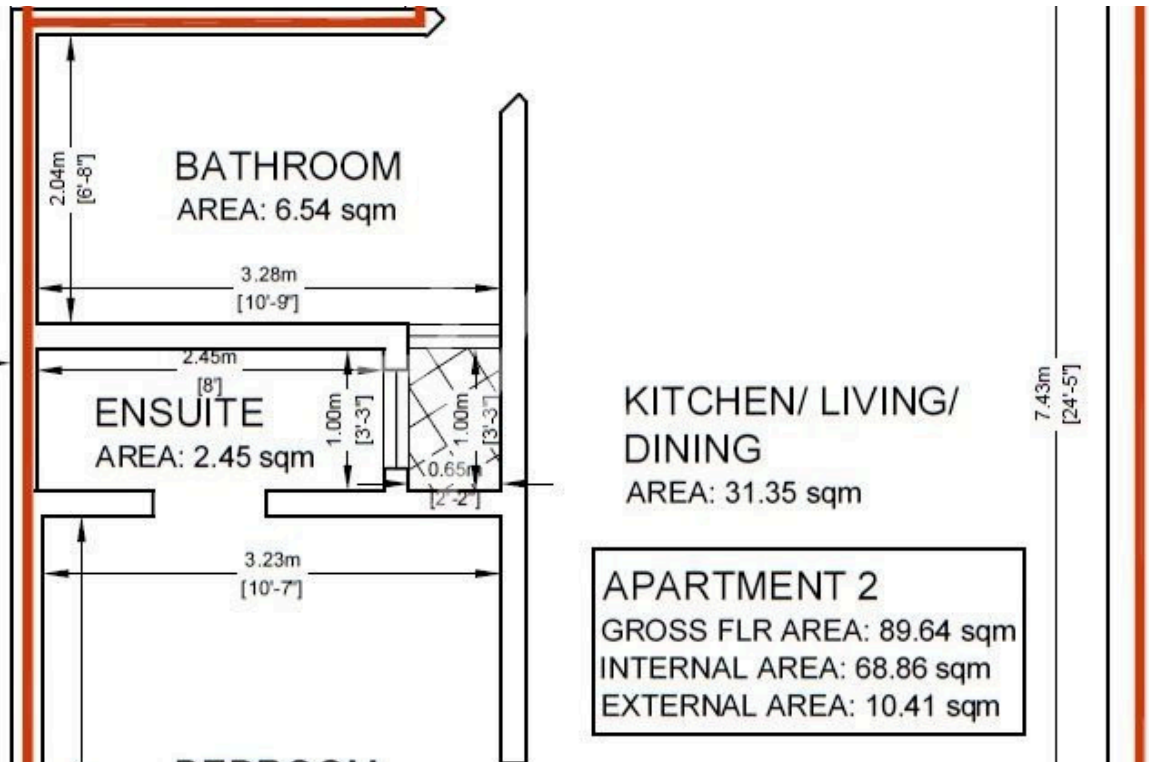 2.04m
[6'-8"]
BATHROOM
AREA: 6.54 sqm
3.28m
[10'-9"]
2.45m
[8']
ENSUITE
AREA: 2.45 sqm
1.00m
[3'-3"]
1.00m
[3'-3"]
0.65m
[2'-2"]
3.23m
[10'-7"]
KITCHEN/ LIVING/
DINING
AREA: 31.35 sqm
7.43m
[24'-5"]
APARTMENT 2
GROSS FLR AREA: 89.64 sqm
INTERNAL AREA: 68.86 sqm
EXTERNAL AREA: 10.41 sqm